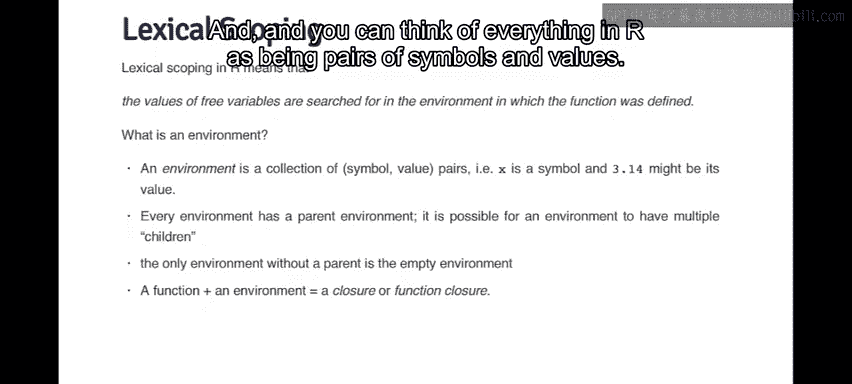 Lexical Scoping
And, and you can think of everything in R
as being pairs of symbols and values.
Lexical scoping in R means that
the values of free variables are searched for in the environment in which the function was defined.
What is an environment?
· An environment is a collection of (symbol, value) pairs, i.e. x is a symbol and 3.14 might be its
value.
· Every environment has a parent environment; it is possible for an environment to have multiple
“children”
· the only environment without a parent is the empty environment
· A function + an environment = a closure or function closure.